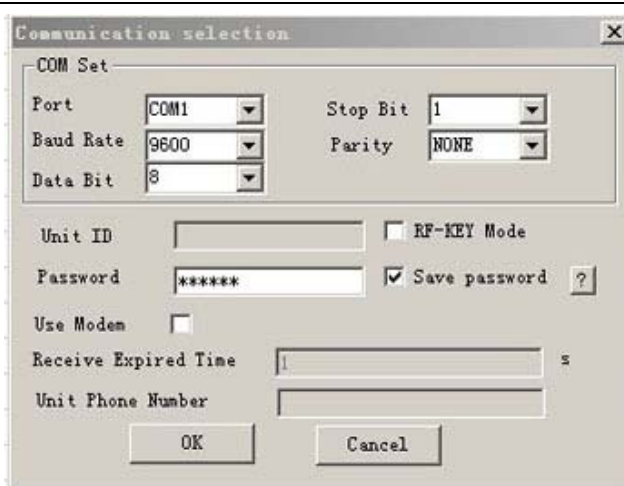 Communication selection
COM Set
Port COM1 Stop Bit 1
Baud Rate 9600 Parity NONE
Data Bit 8
Unit ID RF-KEY Mode
Password ****** Save password ?
Use Modem
Receive Expired Time 1 s
Unit Phone Number
OK Cancel